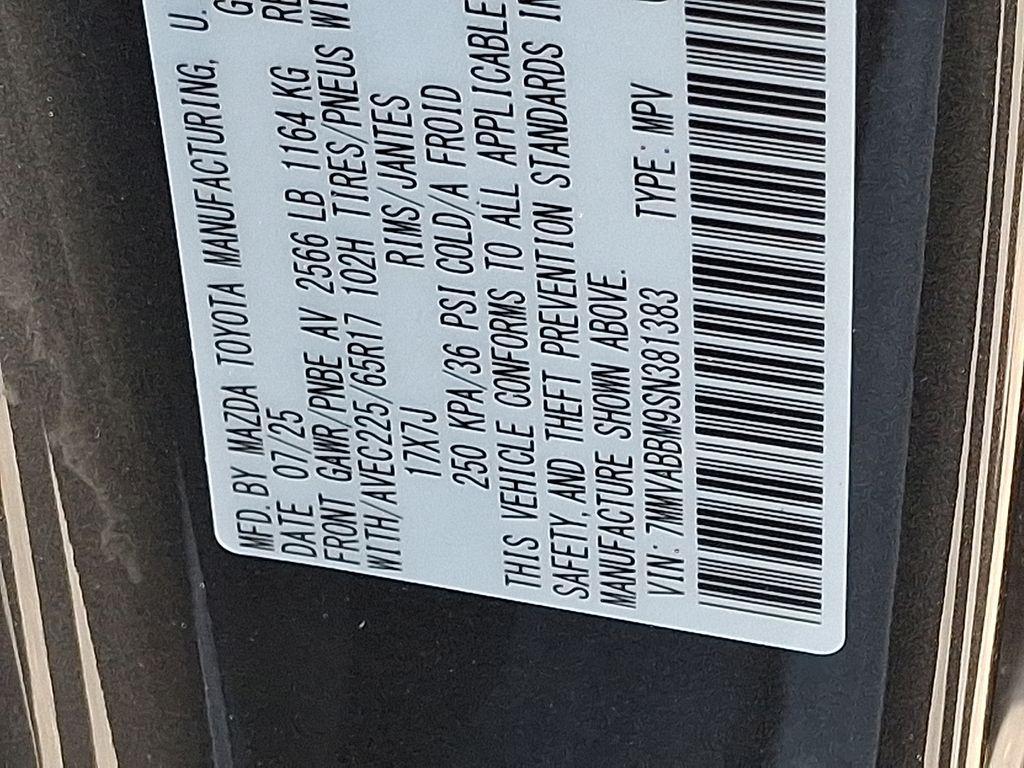 MFD. BY MAZDA TOYOTA MANUFACTURING, U.
DATE 07/25
FRONT GAWR/PNBE AV 2566 LB 1164 KG
WITH/AVEC225/65R17 102H TIRES/PNEUS WI
17X7J RIMS/JANTES
250 KPA/36 PSI COLD/A FROID
THIS VEHICLE CONFORMS TO ALL APPLICABLE
SAFETY, AND THEFT PREVENTION STANDARDS IN
MANUFACTURE SHOWN ABOVE.
VIN: 7MMVABBM9SN381383 TYPE: MPV